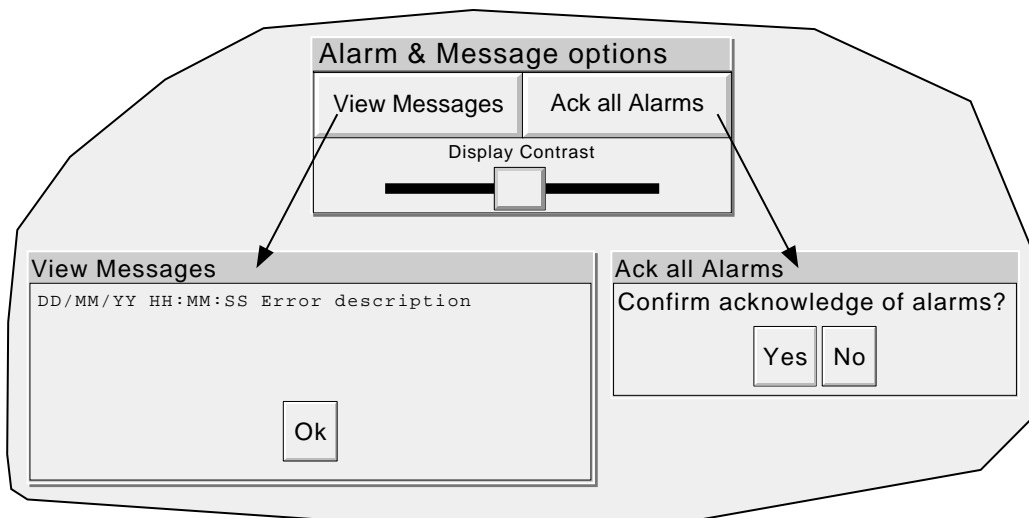 Alarm & Message options
View Messages
Ack all Alarms
Display Contrast
View Messages
DD/MM/YY HH:MM:SS Error description
Ok
Ack all Alarms
Confirm acknowledge of alarms?
Yes
No